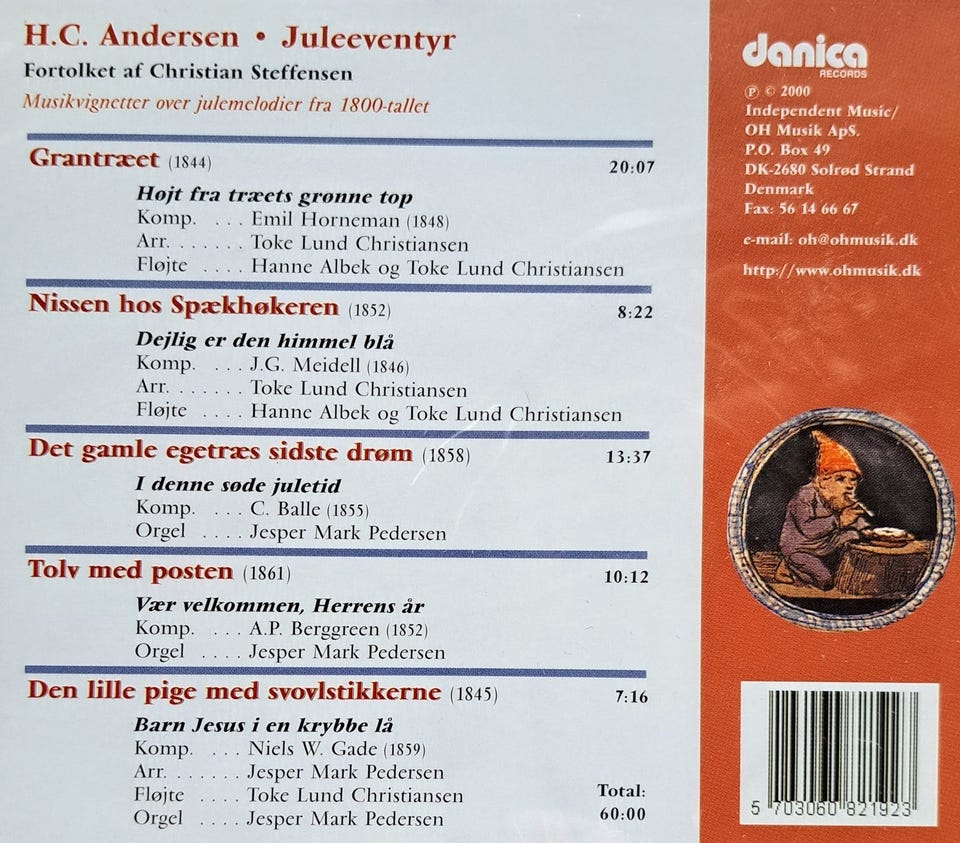 H.C. Andersen • Juleeventyr
Fortolket af Christian Steffensen
Musikvignetter over julemelodier fra 1800-tallet
Grantræet (1844) 20:07
Højt fra træets grønne top
Komp. . . . Emil Horneman (1848)
Arr. . . . . . . Toke Lund Christiansen
Fløjte . . . . Hanne Albek og Toke Lund Christiansen
Nissen hos Spækhøkeren (1852) 8:22
Dejlig er den himmel blå
Komp. . . . J.G. Meidell (1846)
Arr. . . . . . . Toke Lund Christiansen
Fløjte . . . . Hanne Albek og Toke Lund Christiansen
Det gamle egetræs sidste drøm (1858) 13:37
I denne søde juletid
Komp. . . . C. Balle (1855)
Orgel . . . . Jesper Mark Pedersen
Tolv med posten (1861) 10:12
Vær velkommen, Herrens år
Komp. . . . A.P. Berggreen (1852)
Orgel . . . . Jesper Mark Pedersen
Den lille pige med svovlstikkerne (1845) 7:16
Barn Jesus i en krybbe lå
Komp. . . . Niels W. Gade (1859)
Arr. . . . . . . Jesper Mark Pedersen
Fløjte . . . . Toke Lund Christiansen
Orgel . . . . Jesper Mark Pedersen
Total:
60:00
danica
RECORDS
℗ © 2000
Independent Music/
OH Musik ApS.
P.O. Box 49
DK-2680 Solrød Strand
Denmark
Fax: 56 14 66 67
e-mail: oh@ohmusik.dk
http://www.ohmusik.dk
5 703060 821923